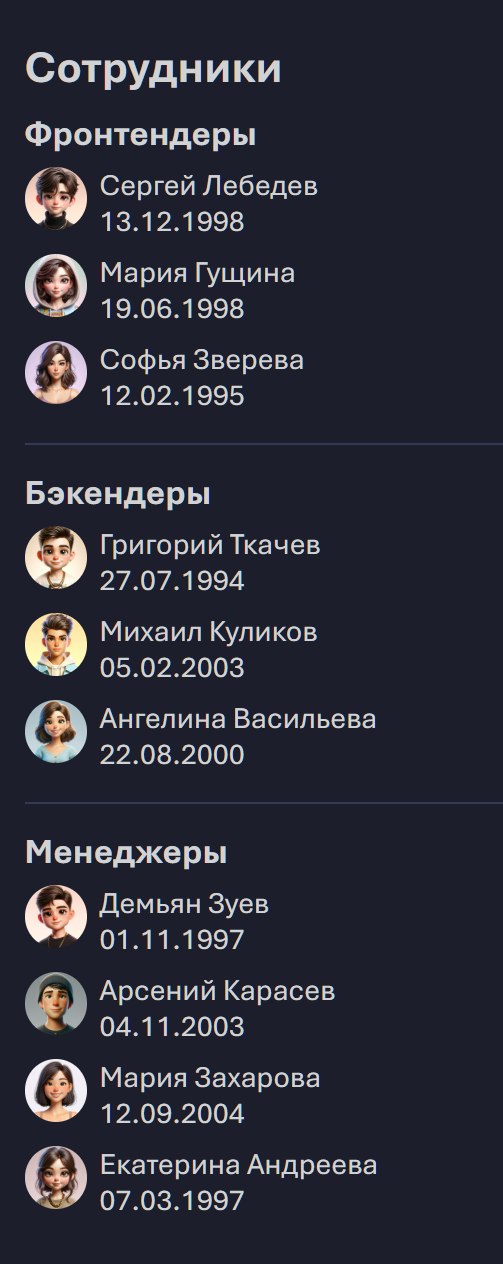 Сотрудники
Фронтендеры
Сергей Лебедев
13.12.1998
Мария Гущина
19.06.1998
Софья Зверева
12.02.1995
Бэкендеры
Григорий Ткачев
27.07.1994
Михаил Куликов
05.02.2003
Ангелина Васильева
22.08.2000
Менеджеры
Демьян Зуев
01.11.1997
Арсений Карасев
04.11.2003
Мария Захарова
12.09.2004
Екатерина Андреева
07.03.1997